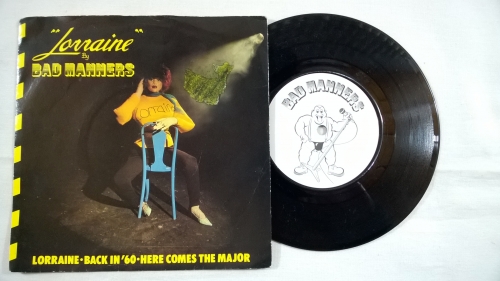 "Lorraine"
By
BAD MANNERS
LORRAINE·BACK IN '60·HERE COMES THE MAJOR
BAD MANNERS